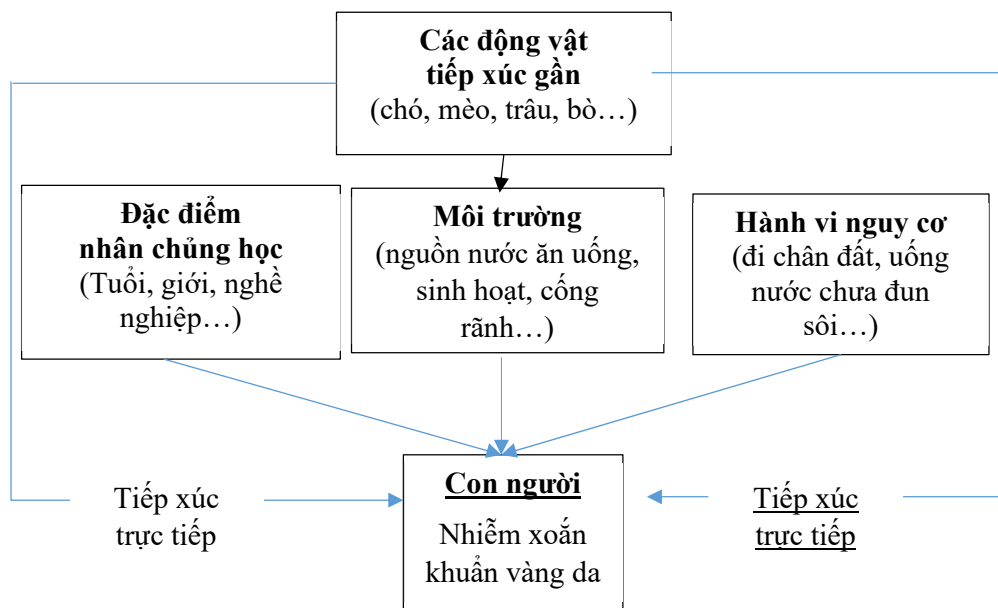 Các động vật
tiếp xúc gần
(chó, mèo, trâu, bò…)
Đặc điểm
nhân chủng học
(Tuổi, giới, nghề
nghiệp…)
Môi trường
(nguồn nước ăn uống,
sinh hoạt, cống
rãnh…)
Hành vi nguy cơ
(đi chân đất, uống
nước chưa đun
sôi…)
Tiếp xúc
trực tiếp
Con người
Nhiễm xoắn
khuẩn vàng da
Tiếp xúc
trực tiếp